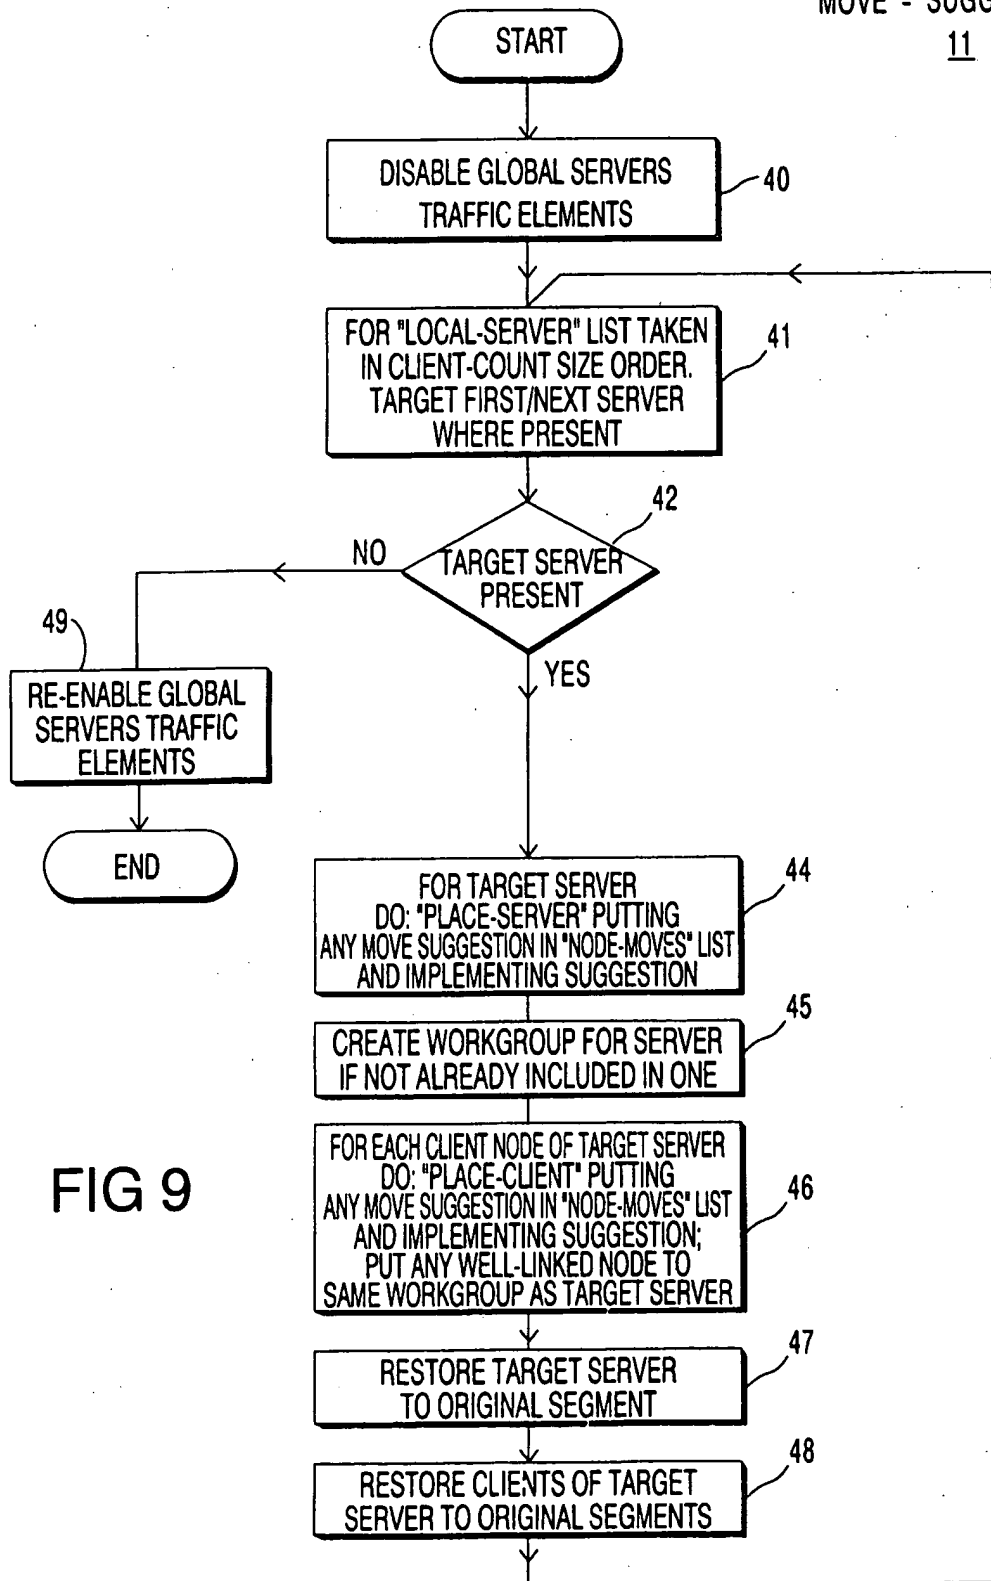 MOVE - SUGG
11
START
DISABLE GLOBAL SERVERS
TRAFFIC ELEMENTS
40
FOR "LOCAL-SERVER" LIST TAKEN
IN CLIENT-COUNT SIZE ORDER.
TARGET FIRST/NEXT SERVER
WHERE PRESENT
41
42
TARGET SERVER
PRESENT
NO
YES
49
RE-ENABLE GLOBAL
SERVERS TRAFFIC
ELEMENTS
END
FOR TARGET SERVER
DO: "PLACE-SERVER" PUTTING
ANY MOVE SUGGESTION IN "NODE-MOVES" LIST
AND IMPLEMENTING SUGGESTION
44
CREATE WORKGROUP FOR SERVER
IF NOT ALREADY INCLUDED IN ONE
45
FOR EACH CLIENT NODE OF TARGET SERVER
DO: "PLACE-CLIENT" PUTTING
ANY MOVE SUGGESTION IN "NODE-MOVES" LIST
AND IMPLEMENTING SUGGESTION;
PUT ANY WELL-LINKED NODE TO
SAME WORKGROUP AS TARGET SERVER
46
FIG 9
RESTORE TARGET SERVER
TO ORIGINAL SEGMENT
47
RESTORE CLIENTS OF TARGET
SERVER TO ORIGINAL SEGMENTS
48